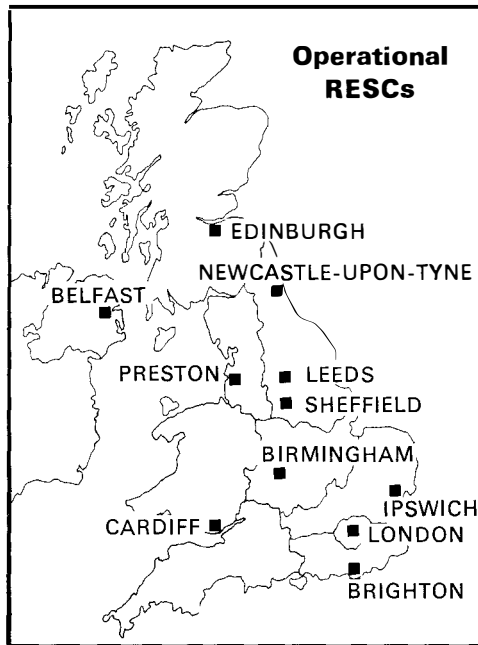 Operational
RESCs
EDINBURGH
NEWCASTLE-UPON-TYNE
BELFAST
PRESTON
LEEDS
SHEFFIELD
BIRMINGHAM
IPSWICH
CARDIFF
LONDON
BRIGHTON